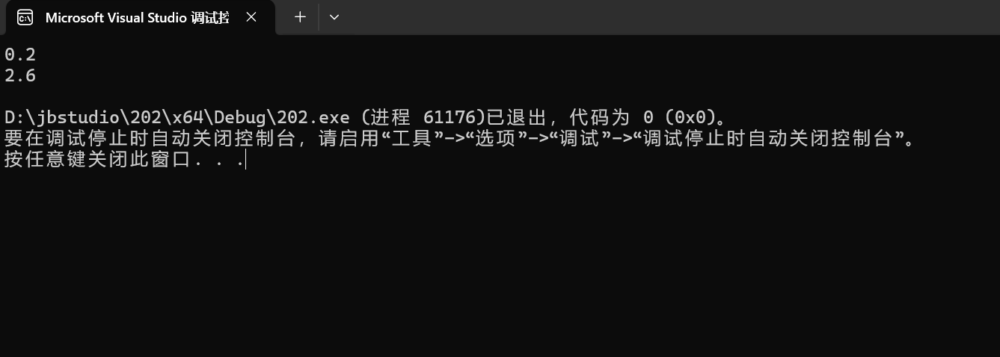 Microsoft Visual Studio 调试控
0.2
2.6
D:\jbstudio\202\x64\Debug\202.exe (进程 61176)已退出，代码为 0 (0x0)。
要在调试停止时自动关闭控制台，请启用“工具”->“选项”->“调试”->“调试停止时自动关闭控制台”。
按任意键关闭此窗口. . .